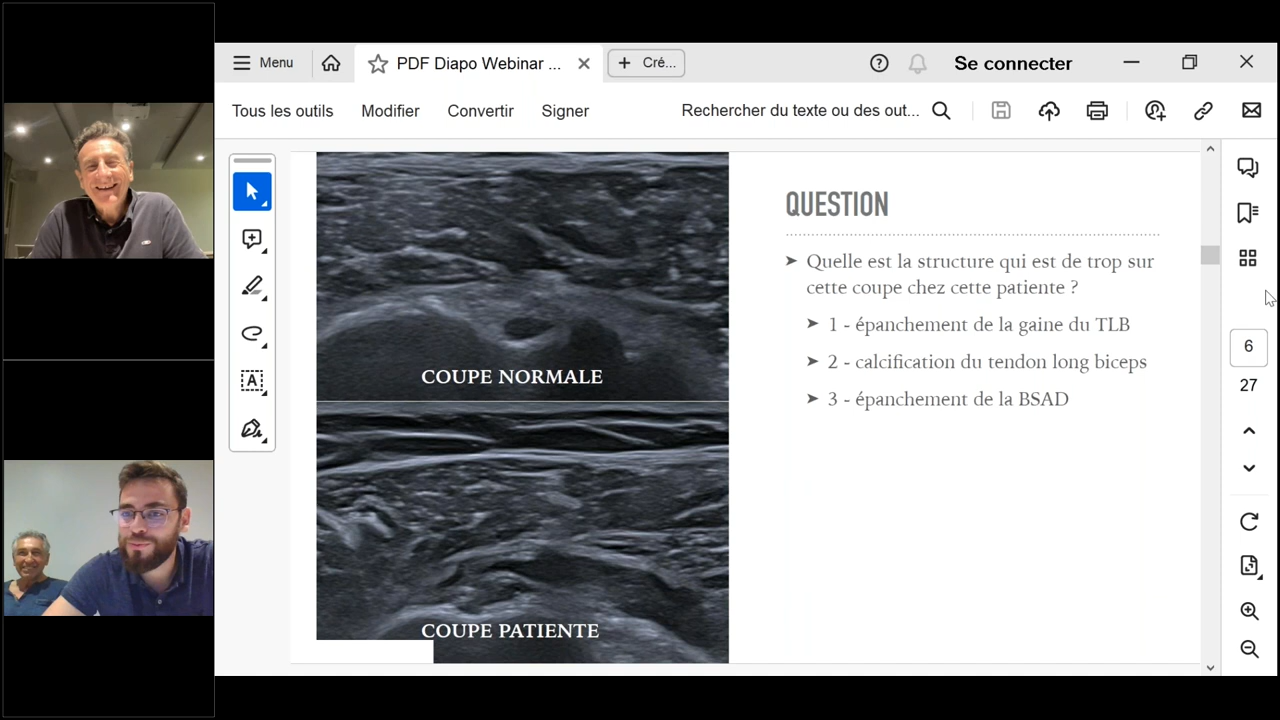 Menu
PDF Diapo Webinar ...
Cré...
Se connecter
Tous les outils
Modifier
Convertir
Signer
Rechercher du texte ou des out...
COUPE NORMALE
COUPE PATIENTE
QUESTION
Quelle est la structure qui est de trop sur
cette coupe chez cette patiente ?
1 - épanchement de la gaine du TLB
2 - calcification du tendon long biceps
3 - épanchement de la BSAD
6
27